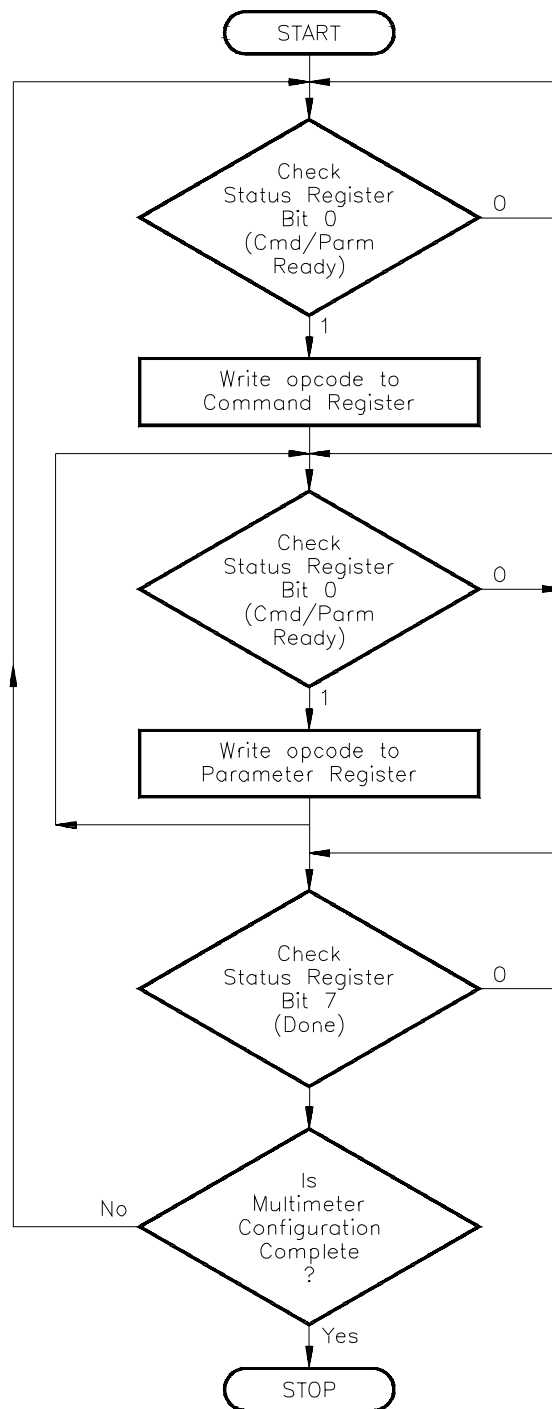 START
Check
Status Register
Bit 0
(Cmd/Parm
Ready)
0
1
Write opcode to
Command Register
Check
Status Register
Bit 0
(Cmd/Parm
Ready)
0
1
Write opcode to
Parameter Register
Check
Status Register
Bit 7
(Done)
0
Is
Multimeter
Configuration
Complete
?
No
Yes
STOP